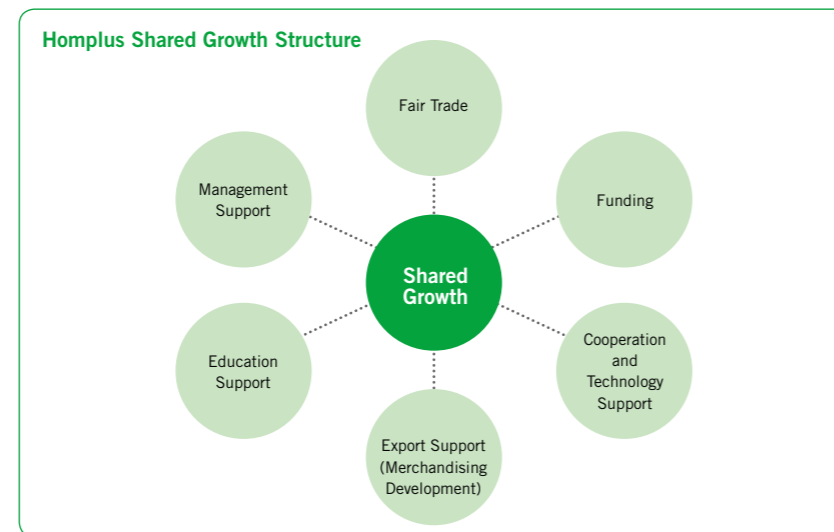 Homplus Shared Growth Structure
Fair Trade
Management
Support
Funding
Shared
Growth
Education
Support
Cooperation
and
Technology
Support
Export Support
(Merchandising
Development)